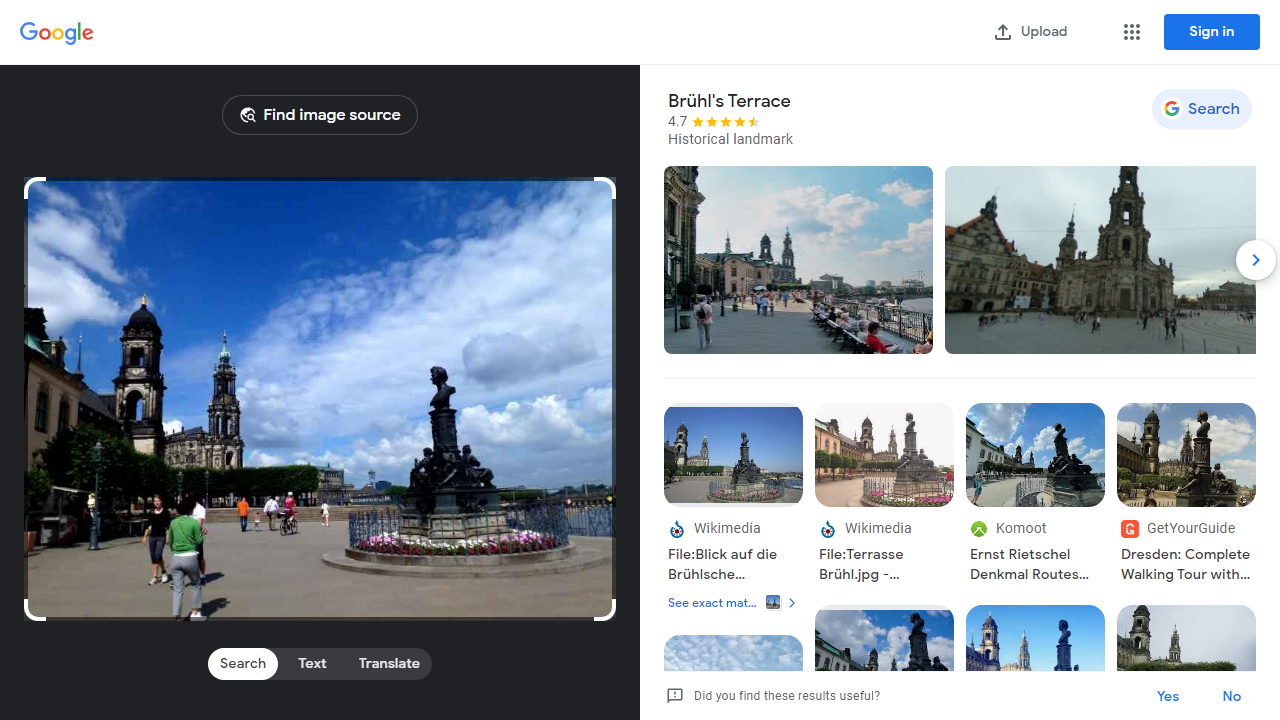 Google
Upload
Sign in
Find image source
Search
Text
Translate
Brühl's Terrace
4.7
Historical landmark
Search
Wikimedia
File:Blick auf die
Brühlsche...
See exact mat...
Wikimedia
File:Terrasse
Brühl.jpg -...
Komoot
Ernst Rietschel
Denkmal Routes...
GetYourGuide
Dresden: Complete
Walking Tour with...
Did you find these results useful?
Yes
No